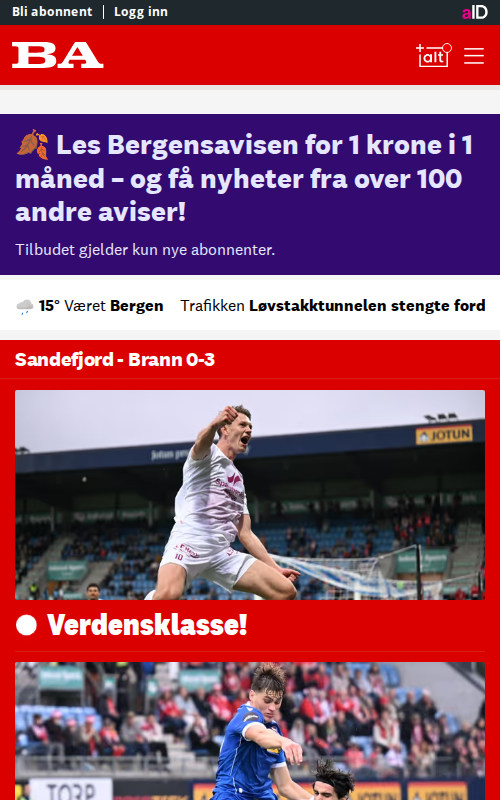 Bli abonnent | Logg inn
aID
BA
+alt
Les Bergensavisen for 1 krone i 1
måned – og få nyheter fra over 100
andre aviser!
Tilbudet gjelder kun nye abonnenter.
15° Været Bergen Trafikken Løvstakktunnelen stengte ford
Sandefjord - Brann 0-3
Jotun
JOTUN
10
Verdensklasse!
TORP